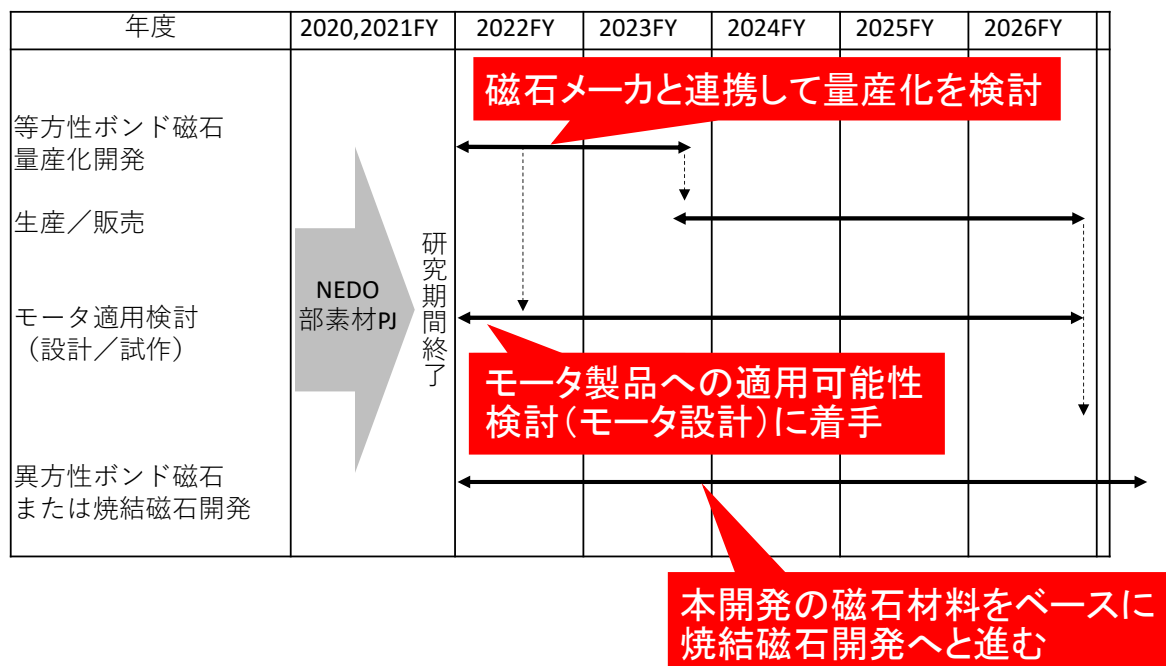 年度 2020,2021FY 2022FY 2023FY 2024FY 2025FY 2026FY
磁石メーカと連携して量産化を検討
等方性ボンド磁石
量産化開発
生産／販売
NEDO
部素材PJ
研究期間終了
モータ適用検討
（設計／試作）
モータ製品への適用可能性
検討（モータ設計）に着手
異方性ボンド磁石
または焼結磁石開発
本開発の磁石材料をベースに
焼結磁石開発へと進む